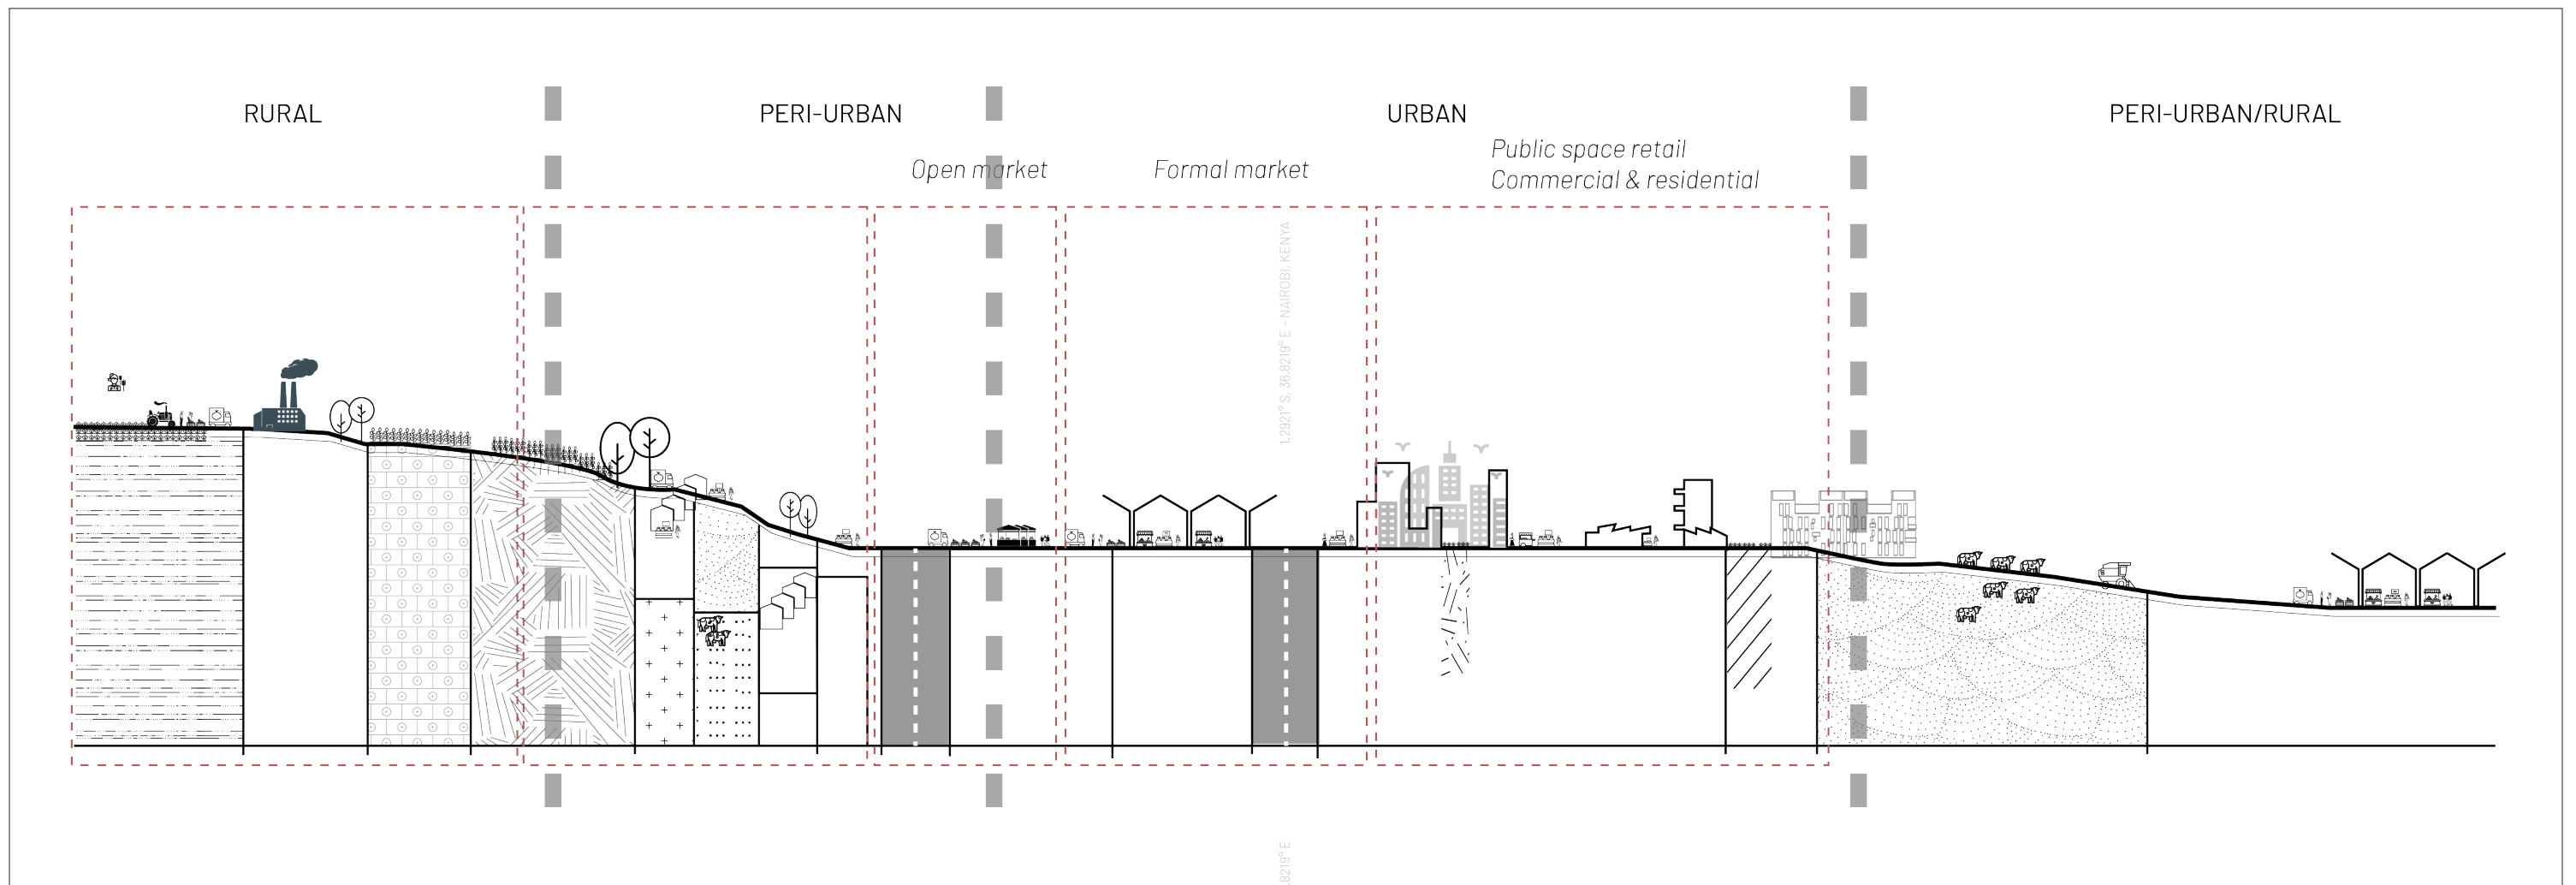 RURAL
PERI-URBAN
URBAN
PERI-URBAN/RURAL
Open market
Formal market
Public space retail
Commercial & residential
1.2921° S, 36.8219° E - NAIROBI, KENYA
.8219° E